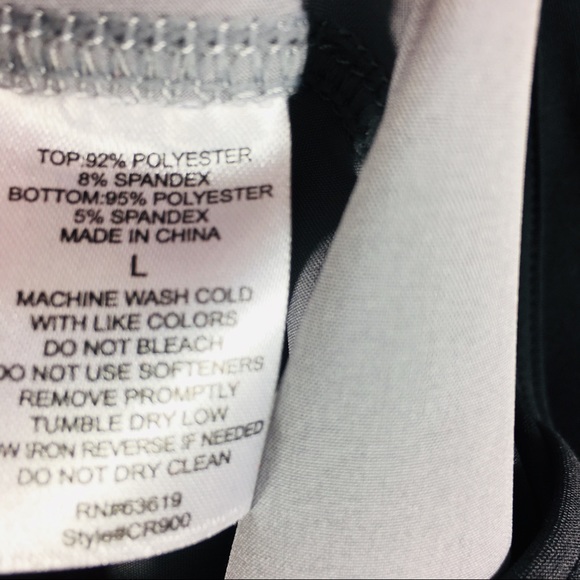 TOP:92% POLYESTER
8% SPANDEX
BOTTOM:95% POLYESTER
5% SPANDEX
MADE IN CHINA
L
MACHINE WASH COLD
WITH LIKE COLORS
DO NOT BLEACH
DO NOT USE SOFTENERS
REMOVE PROMPTLY
TUMBLE DRY LOW
W IRON REVERSE IF NEEDED
DO NOT DRY CLEAN
RN#63619
Style#CR900